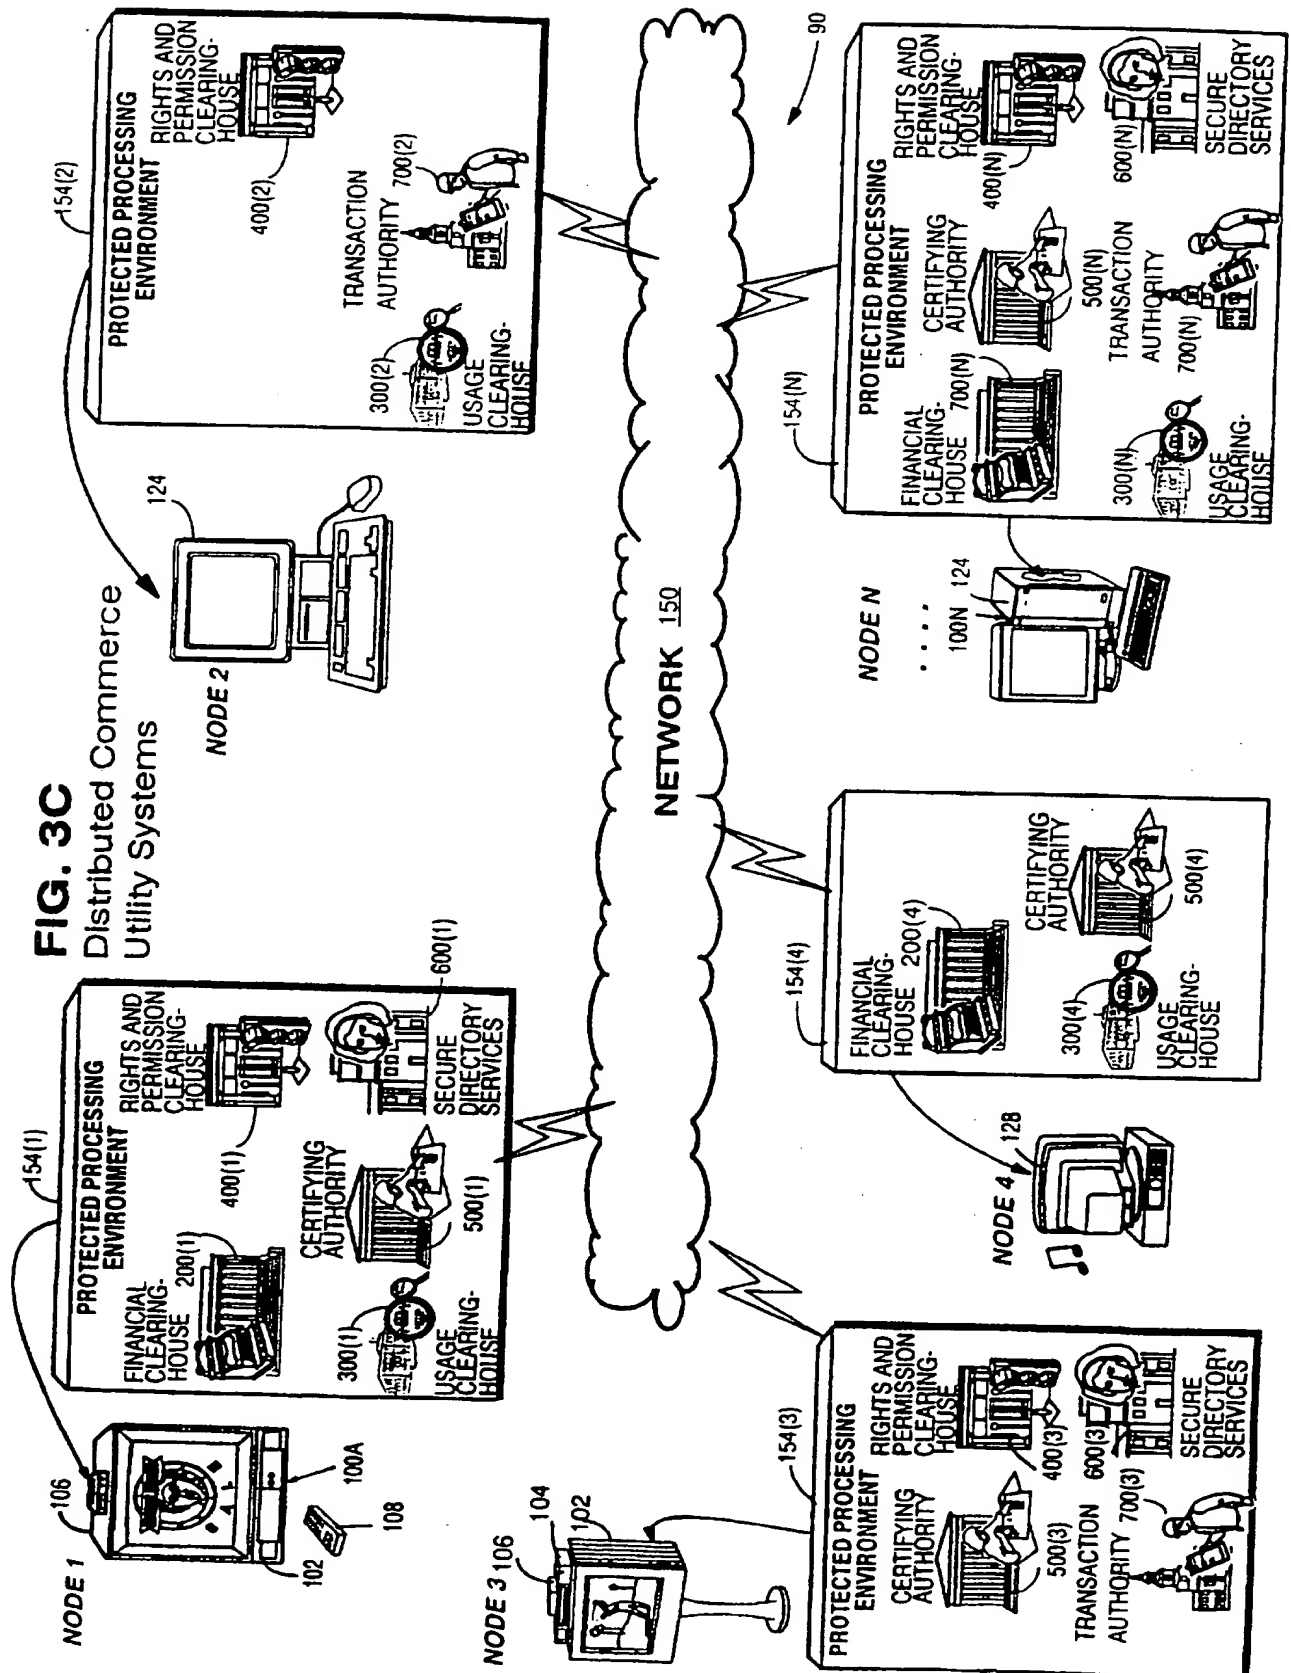 FIG. 3C
Distributed Commerce
Utility Systems
NODE 1
106
102
100A
108
154(1)
PROTECTED PROCESSING
ENVIRONMENT
FINANCIAL
CLEARING-
HOUSE
200(1)
RIGHTS AND
PERMISSION
CLEARING-
HOUSE
400(1)
CERTIFYING
AUTHORITY
500(1)
300(1)
USAGE
CLEARING-
HOUSE
SECURE
DIRECTORY
SERVICES
600(1)
NODE 2
124
154(2)
PROTECTED PROCESSING
ENVIRONMENT
RIGHTS AND
PERMISSION
CLEARING-
HOUSE
400(2)
TRANSACTION
AUTHORITY
700(2)
300(2)
USAGE
CLEARING-
HOUSE
NETWORK 150
90
NODE 3
106
104
102
154(3)
PROTECTED PROCESSING
ENVIRONMENT
CERTIFYING
AUTHORITY
500(3)
RIGHTS AND
PERMISSION
CLEARING-
HOUSE
400(3)
TRANSACTION
AUTHORITY
700(3)
600(3)
SECURE
DIRECTORY
SERVICES
NODE 4
128
154(4)
FINANCIAL
CLEARING-
HOUSE
200(4)
300(4)
USAGE
CLEARING-
HOUSE
CERTIFYING
AUTHORITY
500(4)
NODE N
. . . .
100N
124
154(N)
PROTECTED PROCESSING
ENVIRONMENT
FINANCIAL
CLEARING-
HOUSE
700(N)
CERTIFYING
AUTHORITY
500(N)
RIGHTS AND
PERMISSION
CLEARING-
HOUSE
400(N)
300(N)
USAGE
CLEARING-
HOUSE
TRANSACTION
AUTHORITY
700(N)
600(N)
SECURE
DIRECTORY
SERVICES